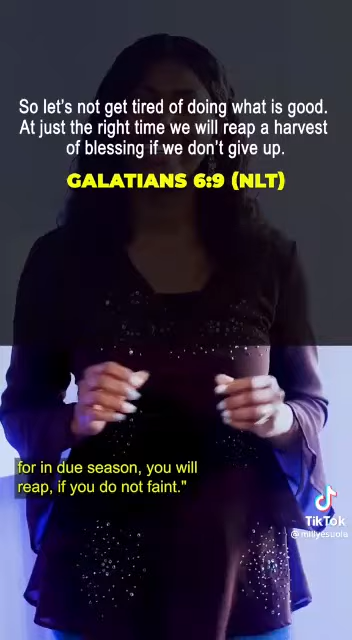 So let's not get tired of doing what is good.
At just the right time we will reap a harvest
of blessing if we don't give up.
GALATIANS 6:9 (NLT)
for in due season, you will
reap, if you do not faint."
TikTok